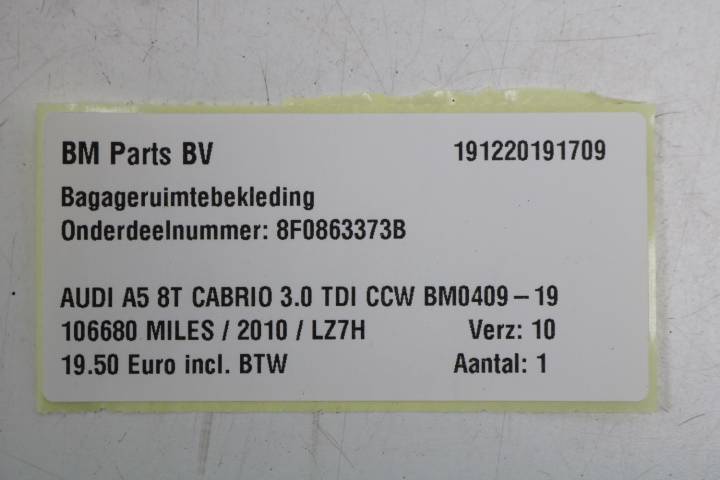 BM Parts BV 191220191709
Bagageruimtebekleding
Onderdeelnummer: 8F0863373B
AUDI A5 8T CABRIO 3.0 TDI CCW BM0409 – 19
106680 MILES / 2010 / LZ7H Verz: 10
19.50 Euro incl. BTW Aantal: 1